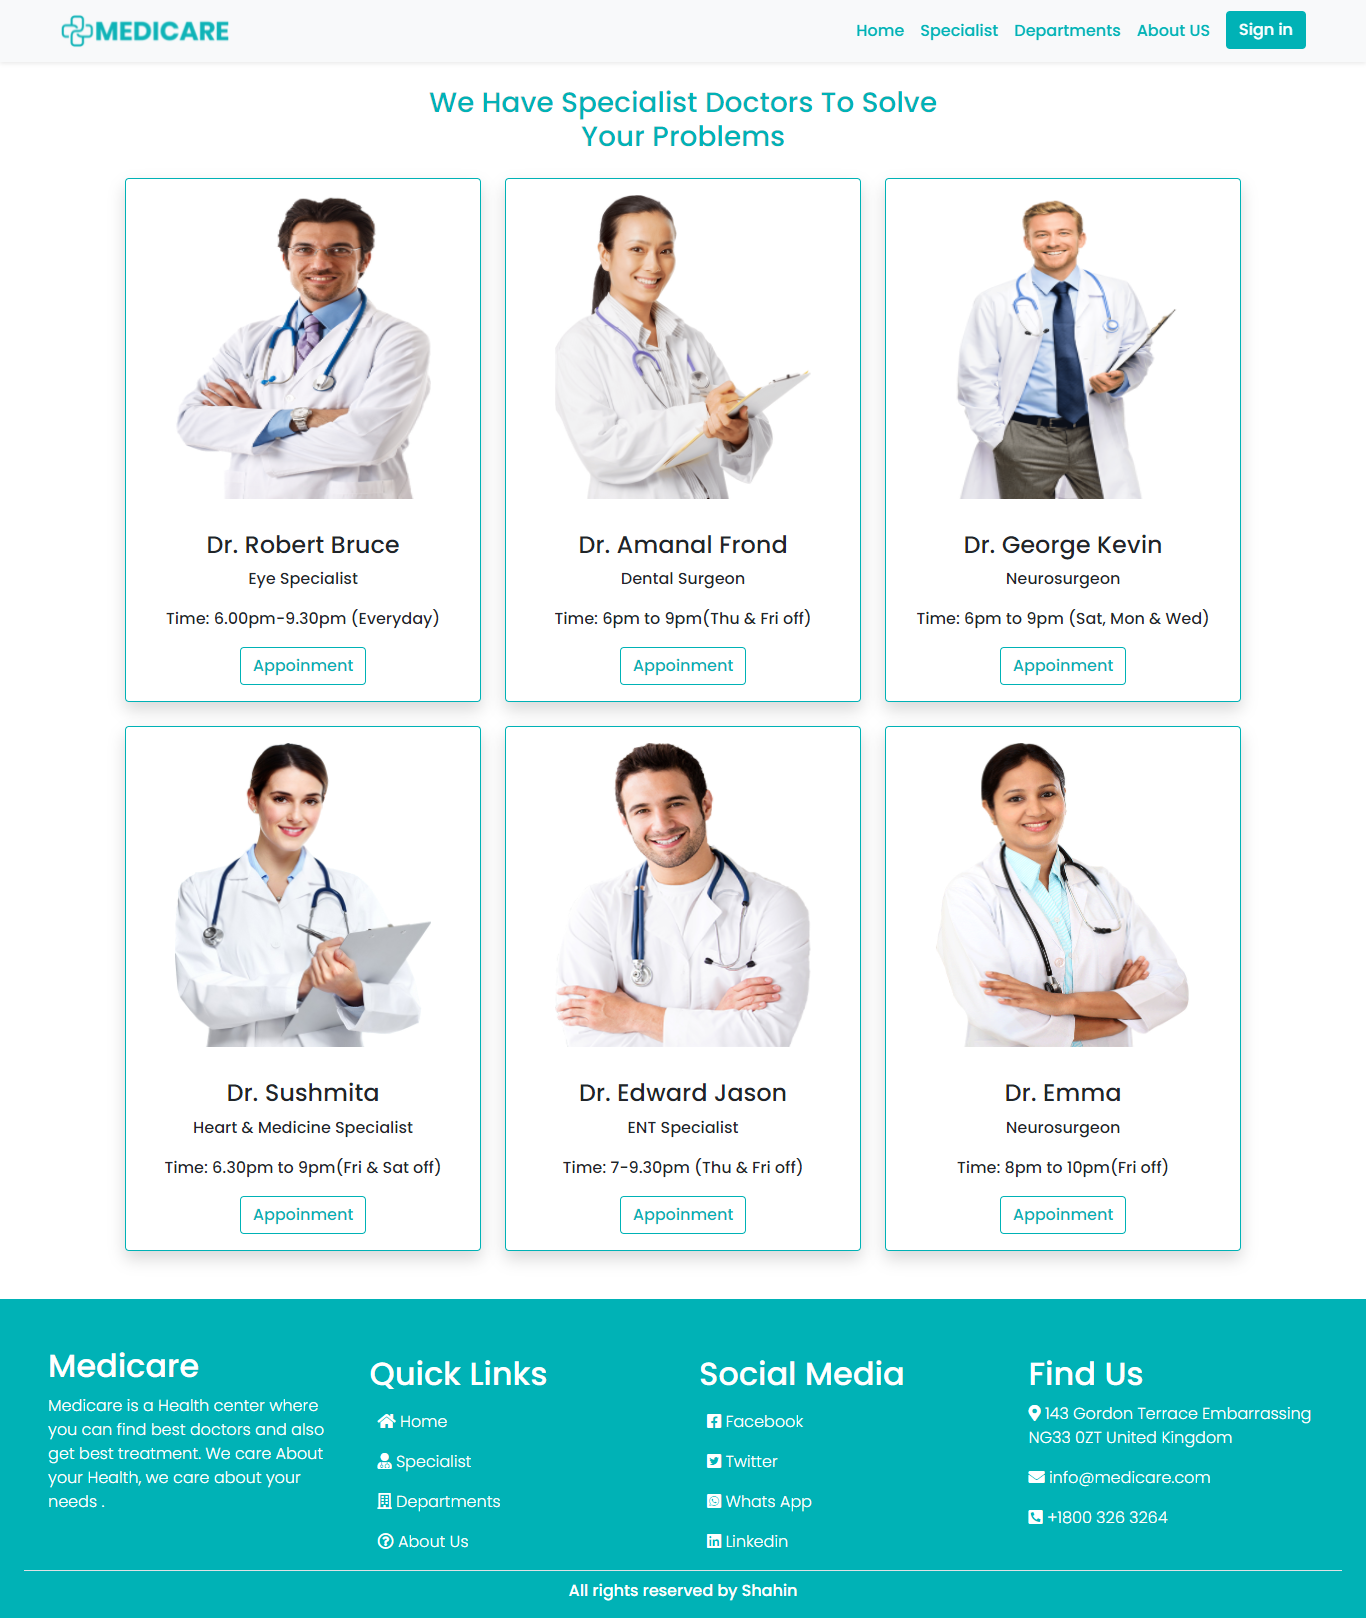 MEDICARE
Home Specialist Departments About US Sign in
We Have Specialist Doctors To Solve
Your Problems
Dr. Robert Bruce
Eye Specialist
Time: 6.00pm-9.30pm (Everyday)
Appoinment
Dr. Amanal Frond
Dental Surgeon
Time: 6pm to 9pm(Thu & Fri off)
Appoinment
Dr. George Kevin
Neurosurgeon
Time: 6pm to 9pm (Sat, Mon & Wed)
Appoinment
Dr. Sushmita
Heart & Medicine Specialist
Time: 6.30pm to 9pm(Fri & Sat off)
Appoinment
Dr. Edward Jason
ENT Specialist
Time: 7-9.30pm (Thu & Fri off)
Appoinment
Dr. Emma
Neurosurgeon
Time: 8pm to 10pm(Fri off)
Appoinment
Medicare
Medicare is a Health center where
you can find best doctors and also
get best treatment. We care About
your Health, we care about your
needs .
Quick Links
Home
Specialist
Departments
About Us
Social Media
Facebook
Twitter
Whats App
Linkedin
Find Us
143 Gordon Terrace Embarrassing
NG33 0ZT United Kingdom
info@medicare.com
+1800 326 3264
All rights reserved by Shahin